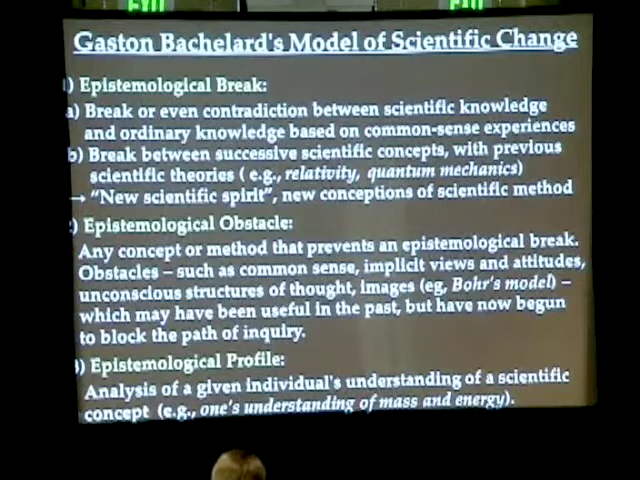 EXIT EXIT
Gaston Bachelard's Model of Scientific Change
) Epistemological Break:
a) Break or even contradiction between scientific knowledge
and ordinary knowledge based on common-sense experiences
b) Break between successive scientific concepts, with previous
scientific theories ( e.g., relativity, quantum mechanics)
→ “New scientific spirit”, new conceptions of scientific method
) Epistemological Obstacle:
Any concept or method that prevents an epistemological break.
Obstacles – such as common sense, implicit views and attitudes,
unconscious structures of thought, images (eg, Bohr's model) –
which may have been useful in the past, but have now begun
to block the path of inquiry.
) Epistemological Profile:
Analysis of a given individual's understanding of a scientific
concept (e.g., one's understanding of mass and energy).